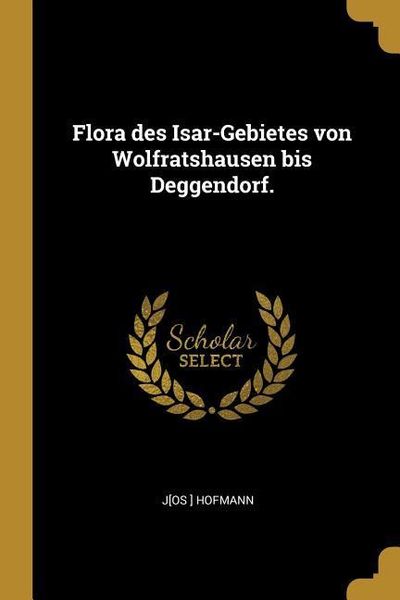 Flora des Isar-Gebietes von
Wolfratshausen bis
Deggendorf.
Scholar
SELECT
J[OS ] HOFMANN